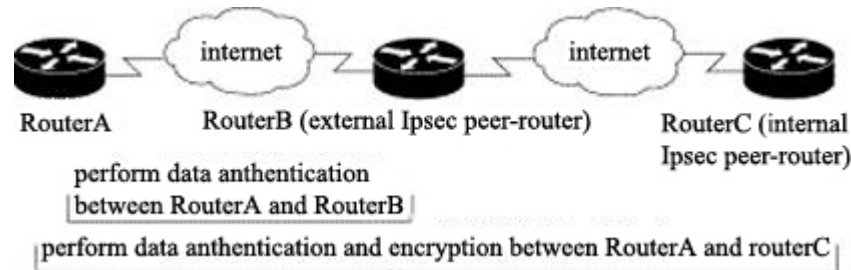 internet
internet
RouterA
RouterB (external Ipsec peer-router)
RouterC (internal
Ipsec peer-router)
perform data anthentication
between RouterA and RouterB
perform data anthentication and encryption between RouterA and routerC